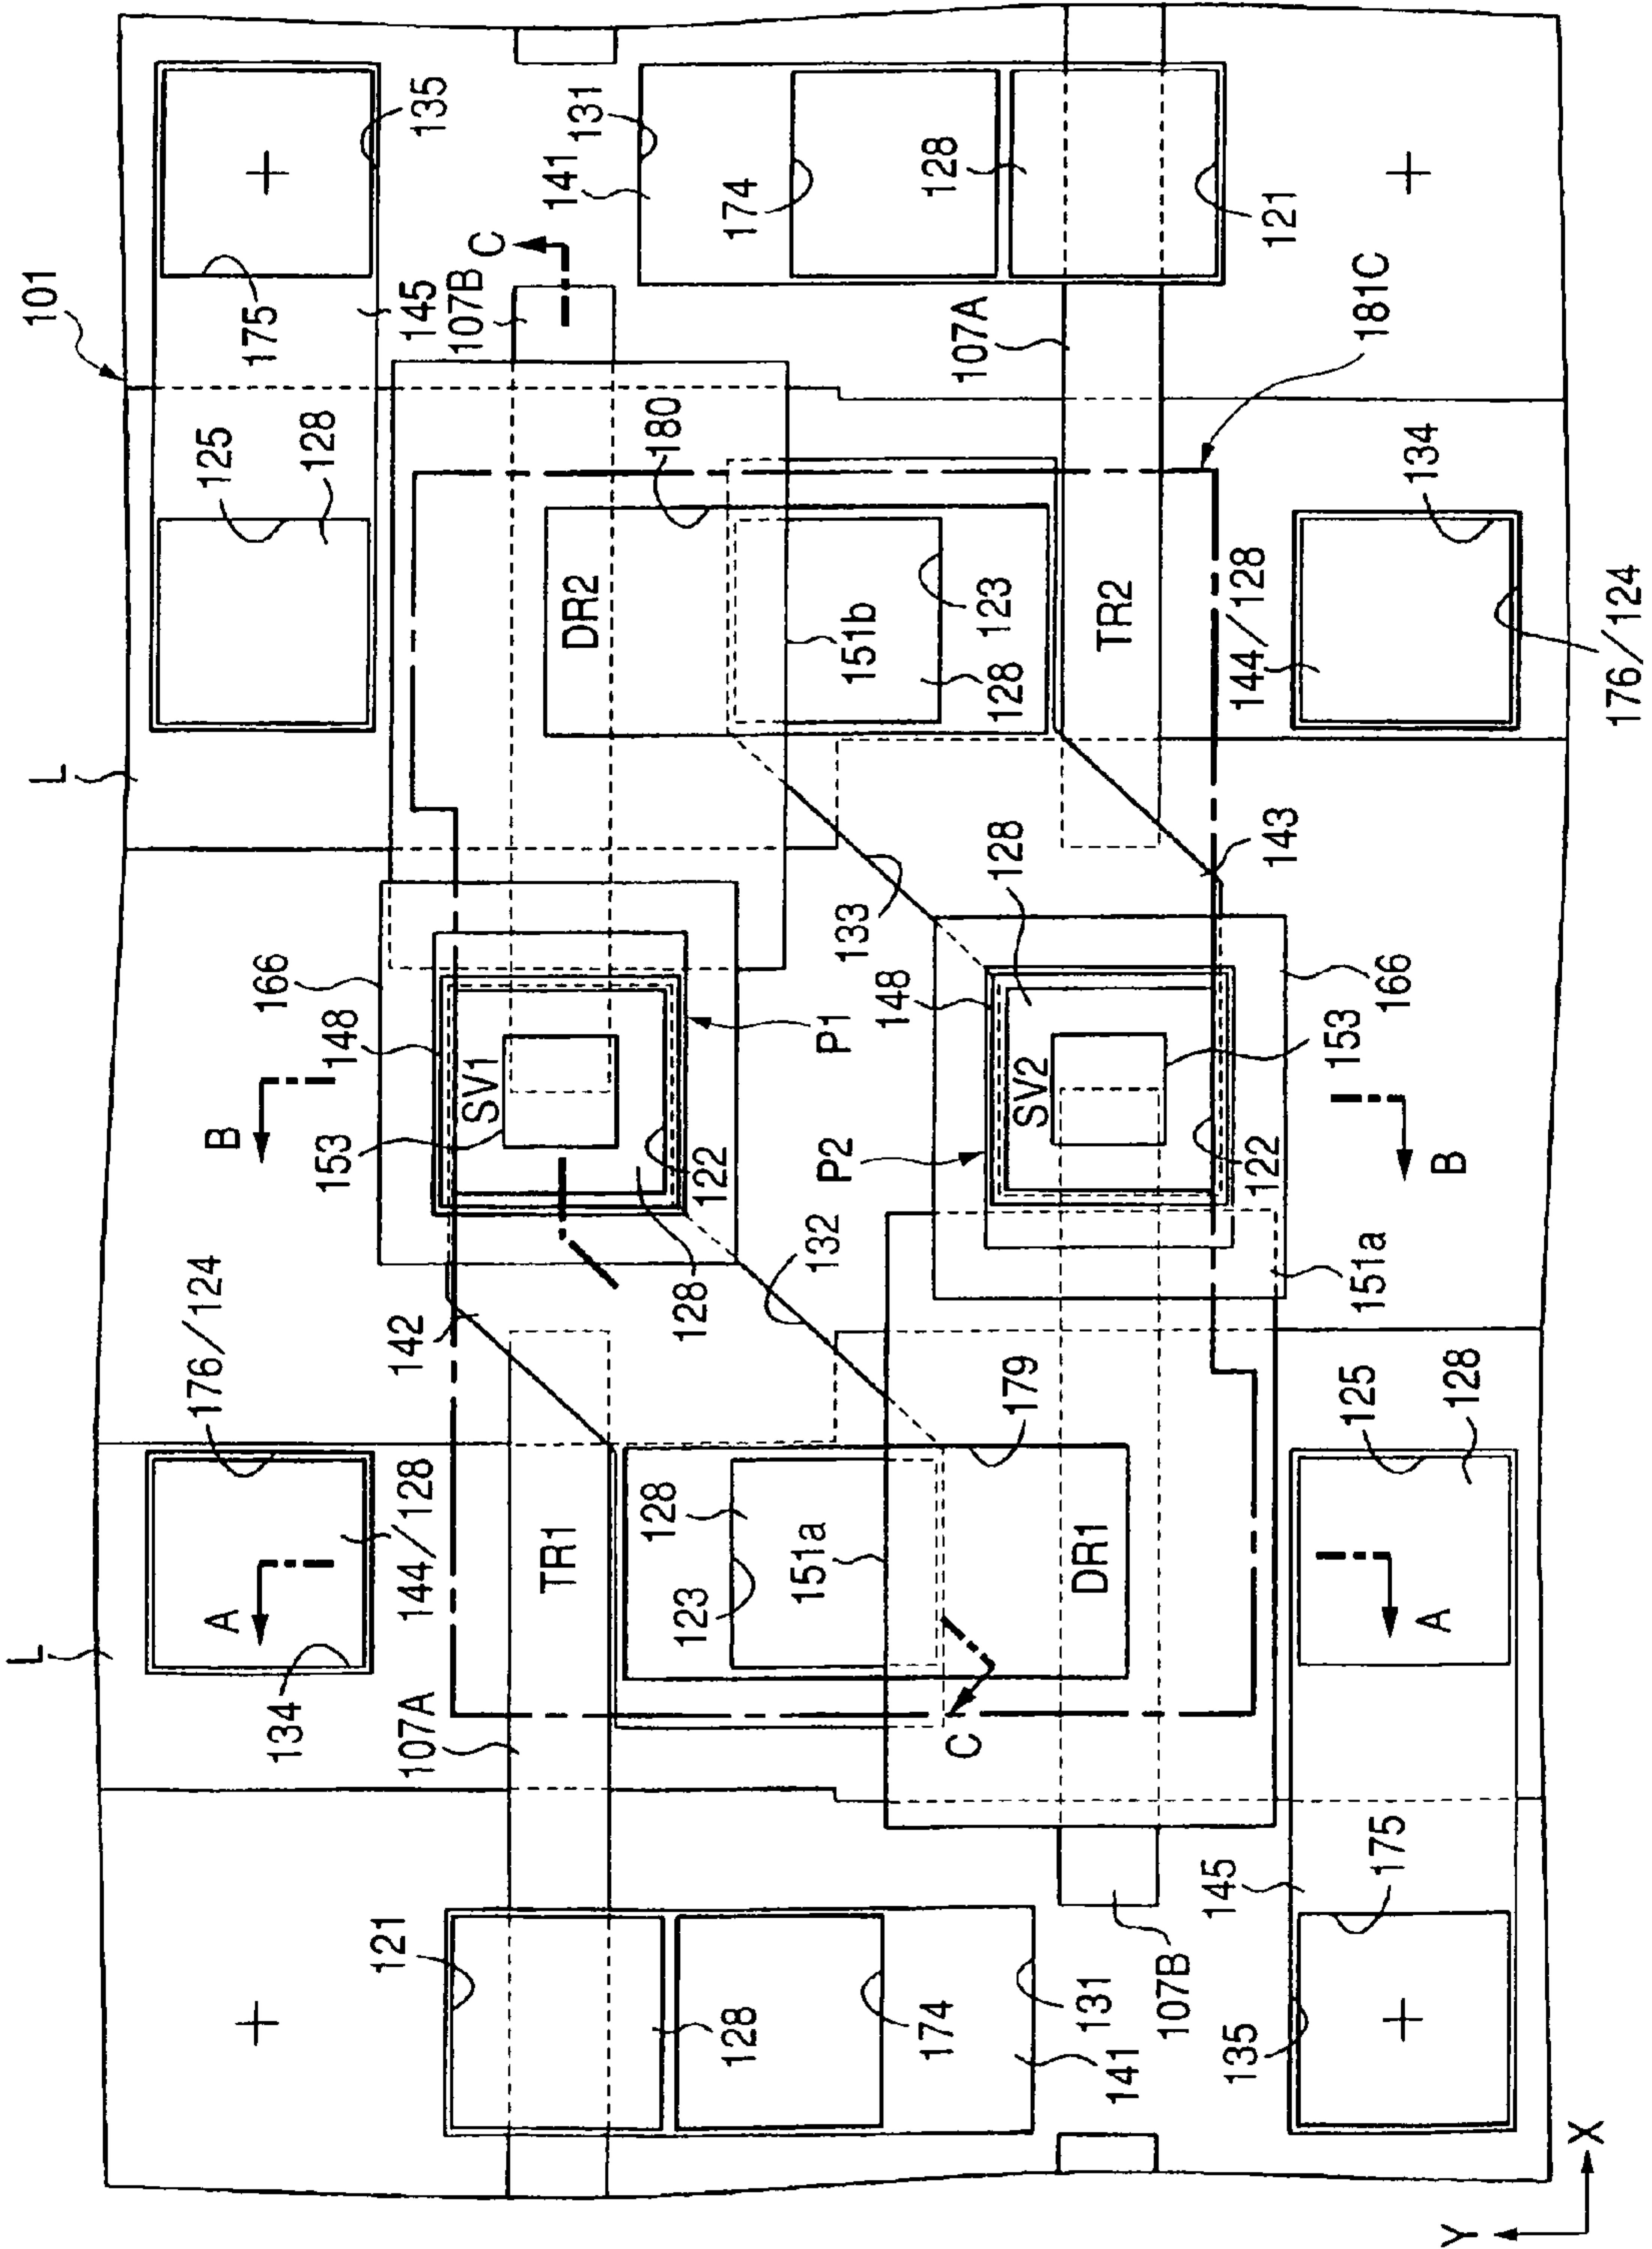 L
L
101
176/124
A
B
125
175
166
134
128
153
148
121
107A
144/128
142
145
135
SV1
107B
C
TR1
DR2
141
131
128
180
123
128
122
128
174
151a
132
P2
P1
133
151b
148
174
128
C
107A
128
128
123
179
SV2
131
DR1
TR2
141
107B
145
135
144/128
122
143
121
153
125
151a
181C
175
166
134
A
B
128
Y
X
176/124